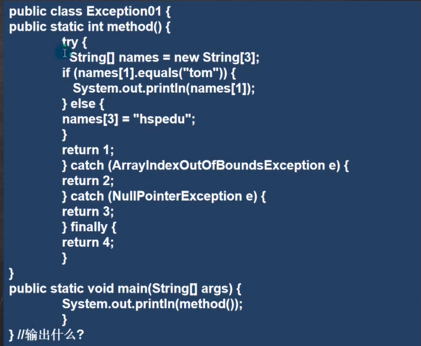 public class Exception01 {
public static int method() {
try {
String[] names = new String[3];
if (names[1].equals("tom")) {
System.out.println(names[1]);
} else {
names[3] = "hspedu";
}
return 1;
} catch (ArrayIndexOutOfBoundsException e) {
return 2;
} catch (NullPointerException e) {
return 3;
} finally {
return 4;
}
}
public static void main(String[] args) {
System.out.println(method());
}
} //输出什么?